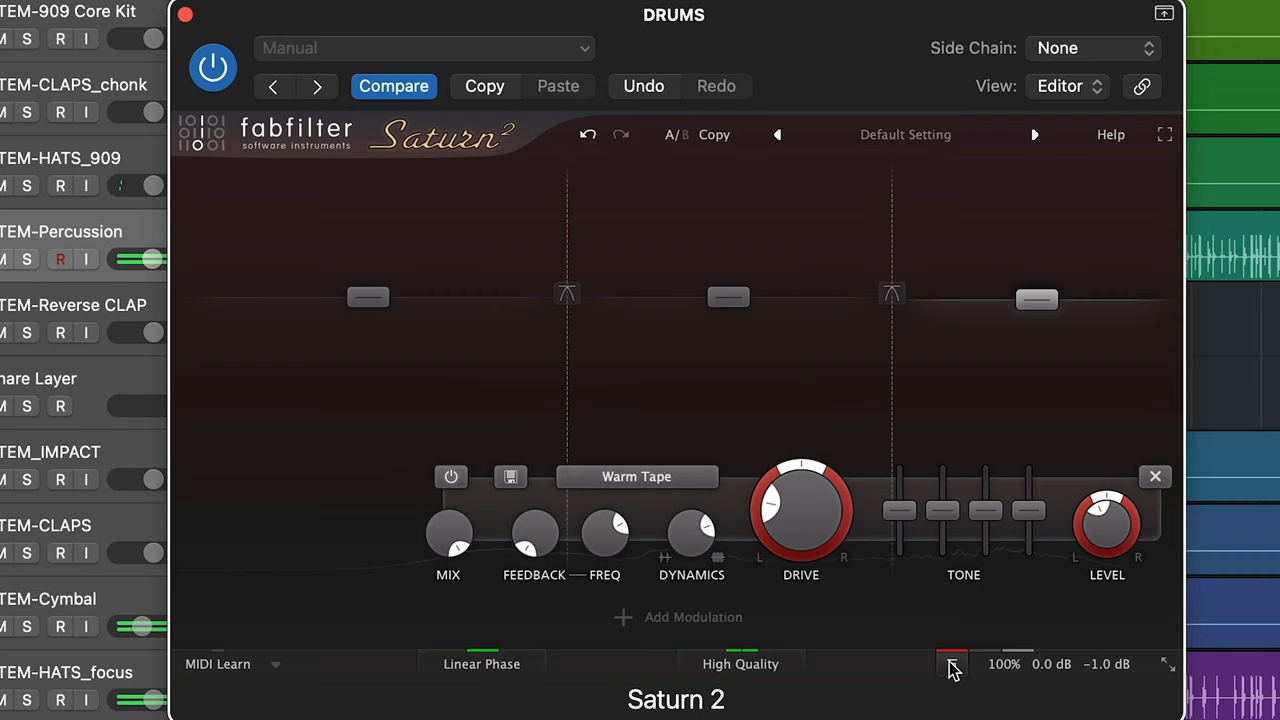 DRUMS
TEM-909 Core Kit
M S R I
TEM-CLAPS_chonk
M S R I
TEM-HATS_909
M S R I
TEM-Percussion
M S R I
TEM-Reverse CLAP
M S R I
nare Layer
M S R
TEM_IMPACT
M S R I
TEM-CLAPS
M S R I
TEM-Cymbal
M S R I
TEM-HATS_focus
M S R I
Manual
Side Chain: None
Compare Copy Paste Undo Redo
View: Editor
fabfilter
software instruments
Saturn 2
A/B Copy
Default Setting
Help
Warm Tape
L R
L R
MIX FEEDBACK FREQ DYNAMICS DRIVE TONE LEVEL
+ Add Modulation
MIDI Learn
Linear Phase
High Quality
100% 0.0 dB -1.0 dB
Saturn 2